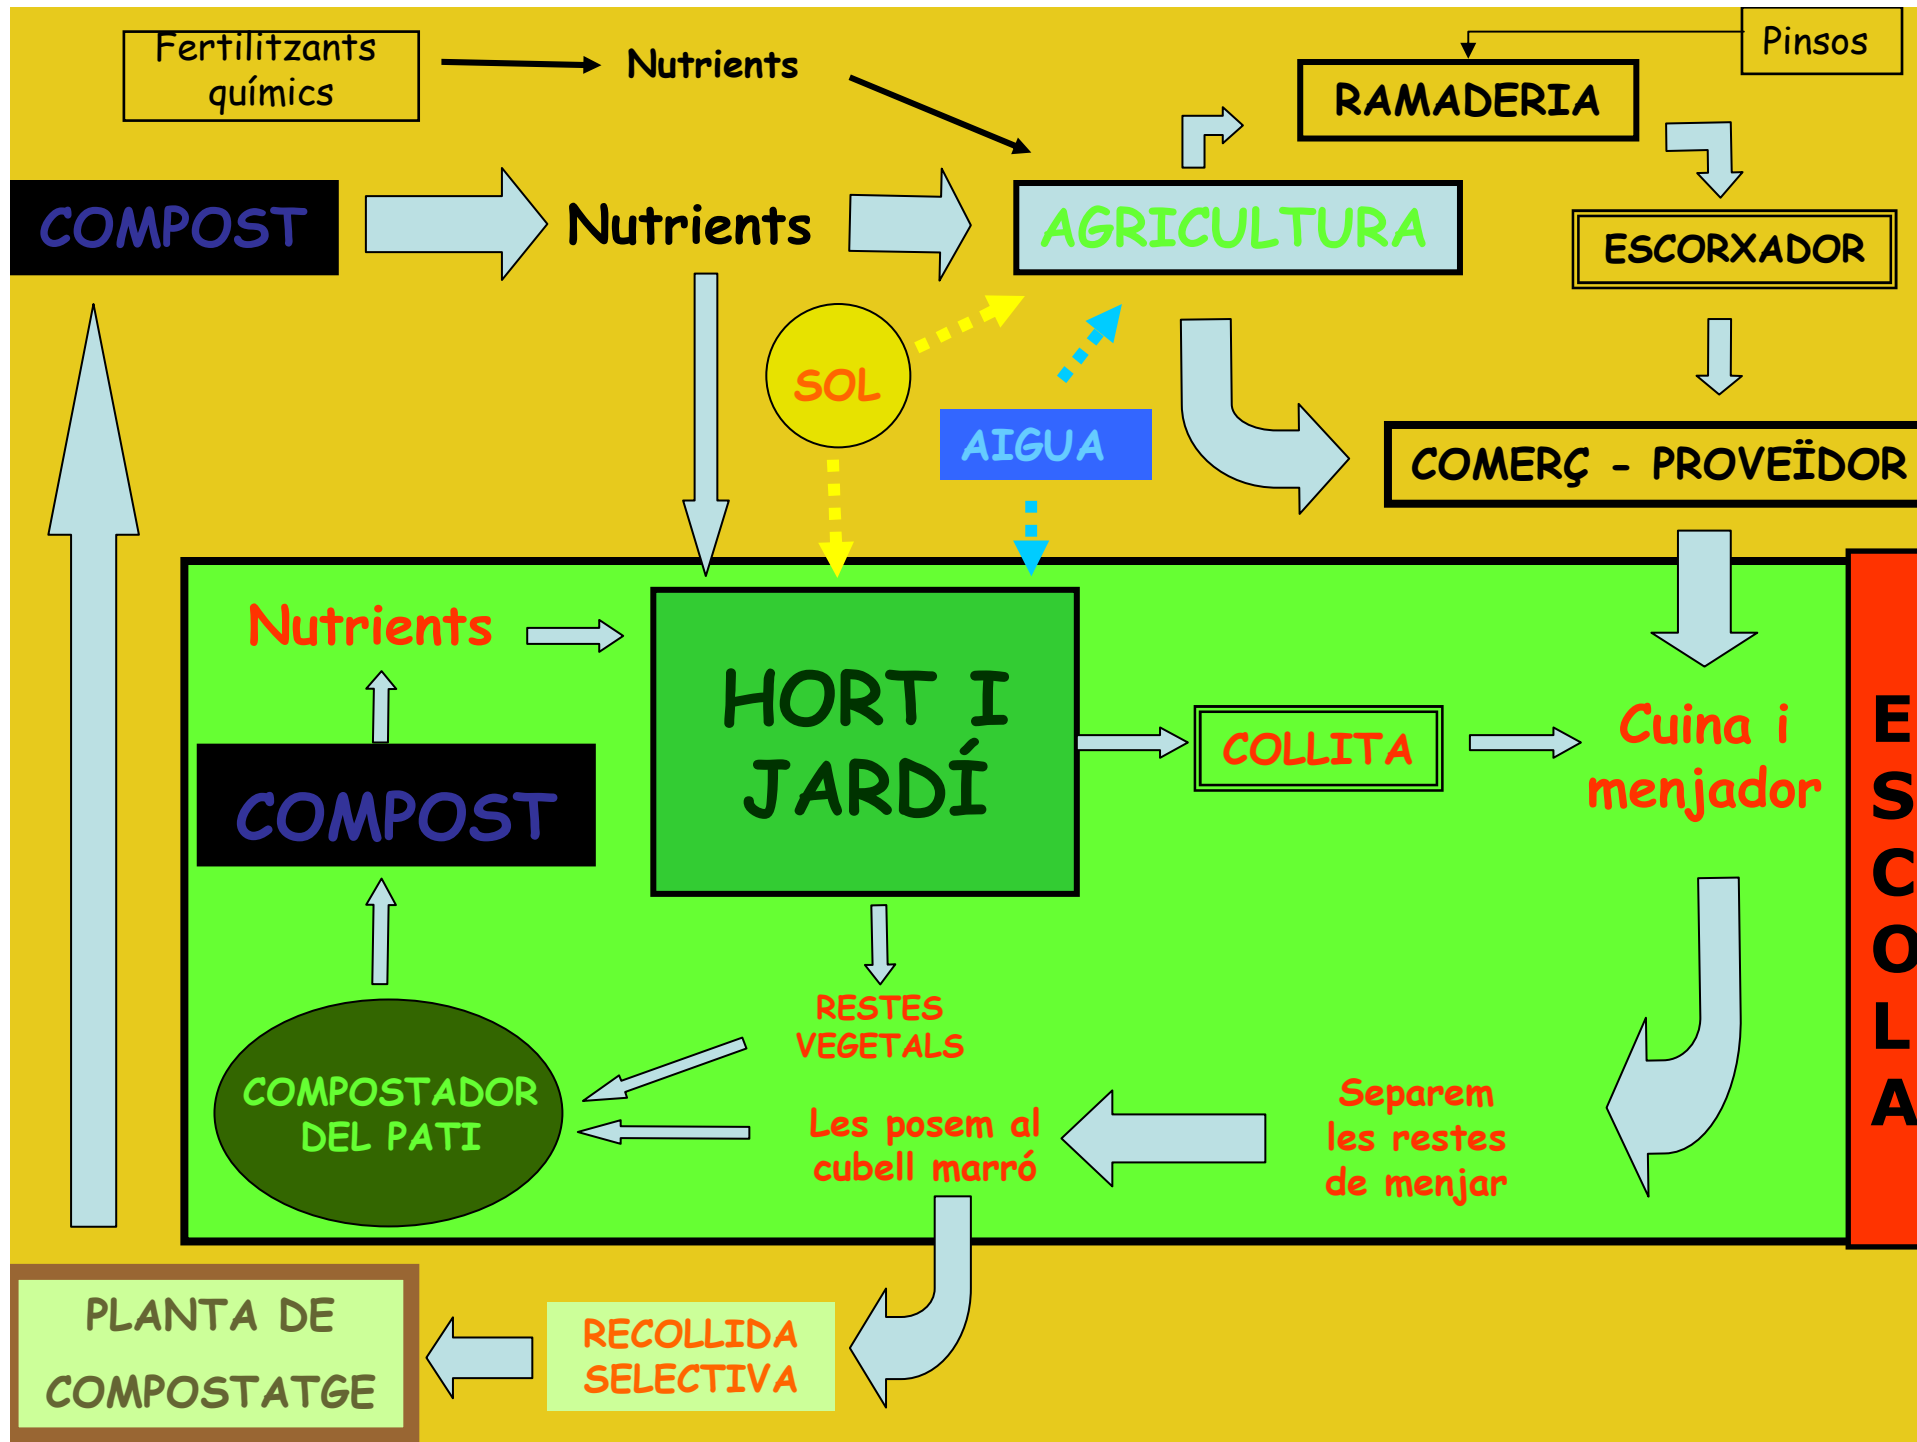 Fertilitzants
químics
Nutrients
Pinsos
RAMADERIA
COMPOST
Nutrients
AGRICULTURA
ESCORXADOR
SOL
AIGUA
COMERÇ - PROVEÏDOR
Nutrients
HORT I
JARDÍ
COMPOST
COLLITA
Cuina i
menjador
E
S
C
O
L
A
RESTES
VEGETALS
COMPOSTADOR
DEL PATI
Les posem al
cubell marró
Separem
les restes
de menjar
PLANTA DE
COMPOSTATGE
RECOLLIDA
SELECTIVA